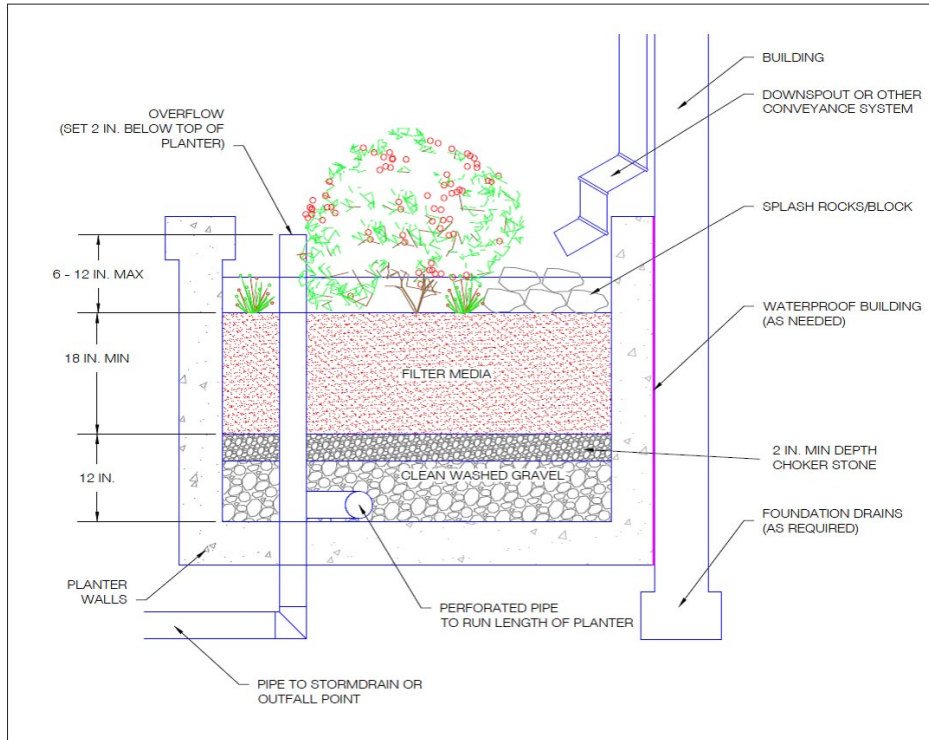 BUILDING
DOWNSPOUT OR OTHER
CONVEYANCE SYSTEM
OVERFLOW
(SET 2 IN. BELOW TOP OF
PLANTER)
SPLASH ROCKS/BLOCK
6 - 12 IN. MAX
WATERPROOF BUILDING
(AS NEEDED)
18 IN. MIN
FILTER MEDIA
2 IN. MIN DEPTH
CHOKER STONE
12 IN.
CLEAN WASHED GRAVEL
FOUNDATION DRAINS
(AS REQUIRED)
PLANTER
WALLS
PERFORATED PIPE
TO RUN LENGTH OF PLANTER
PIPE TO STORMDRAIN OR
OUTFALL POINT